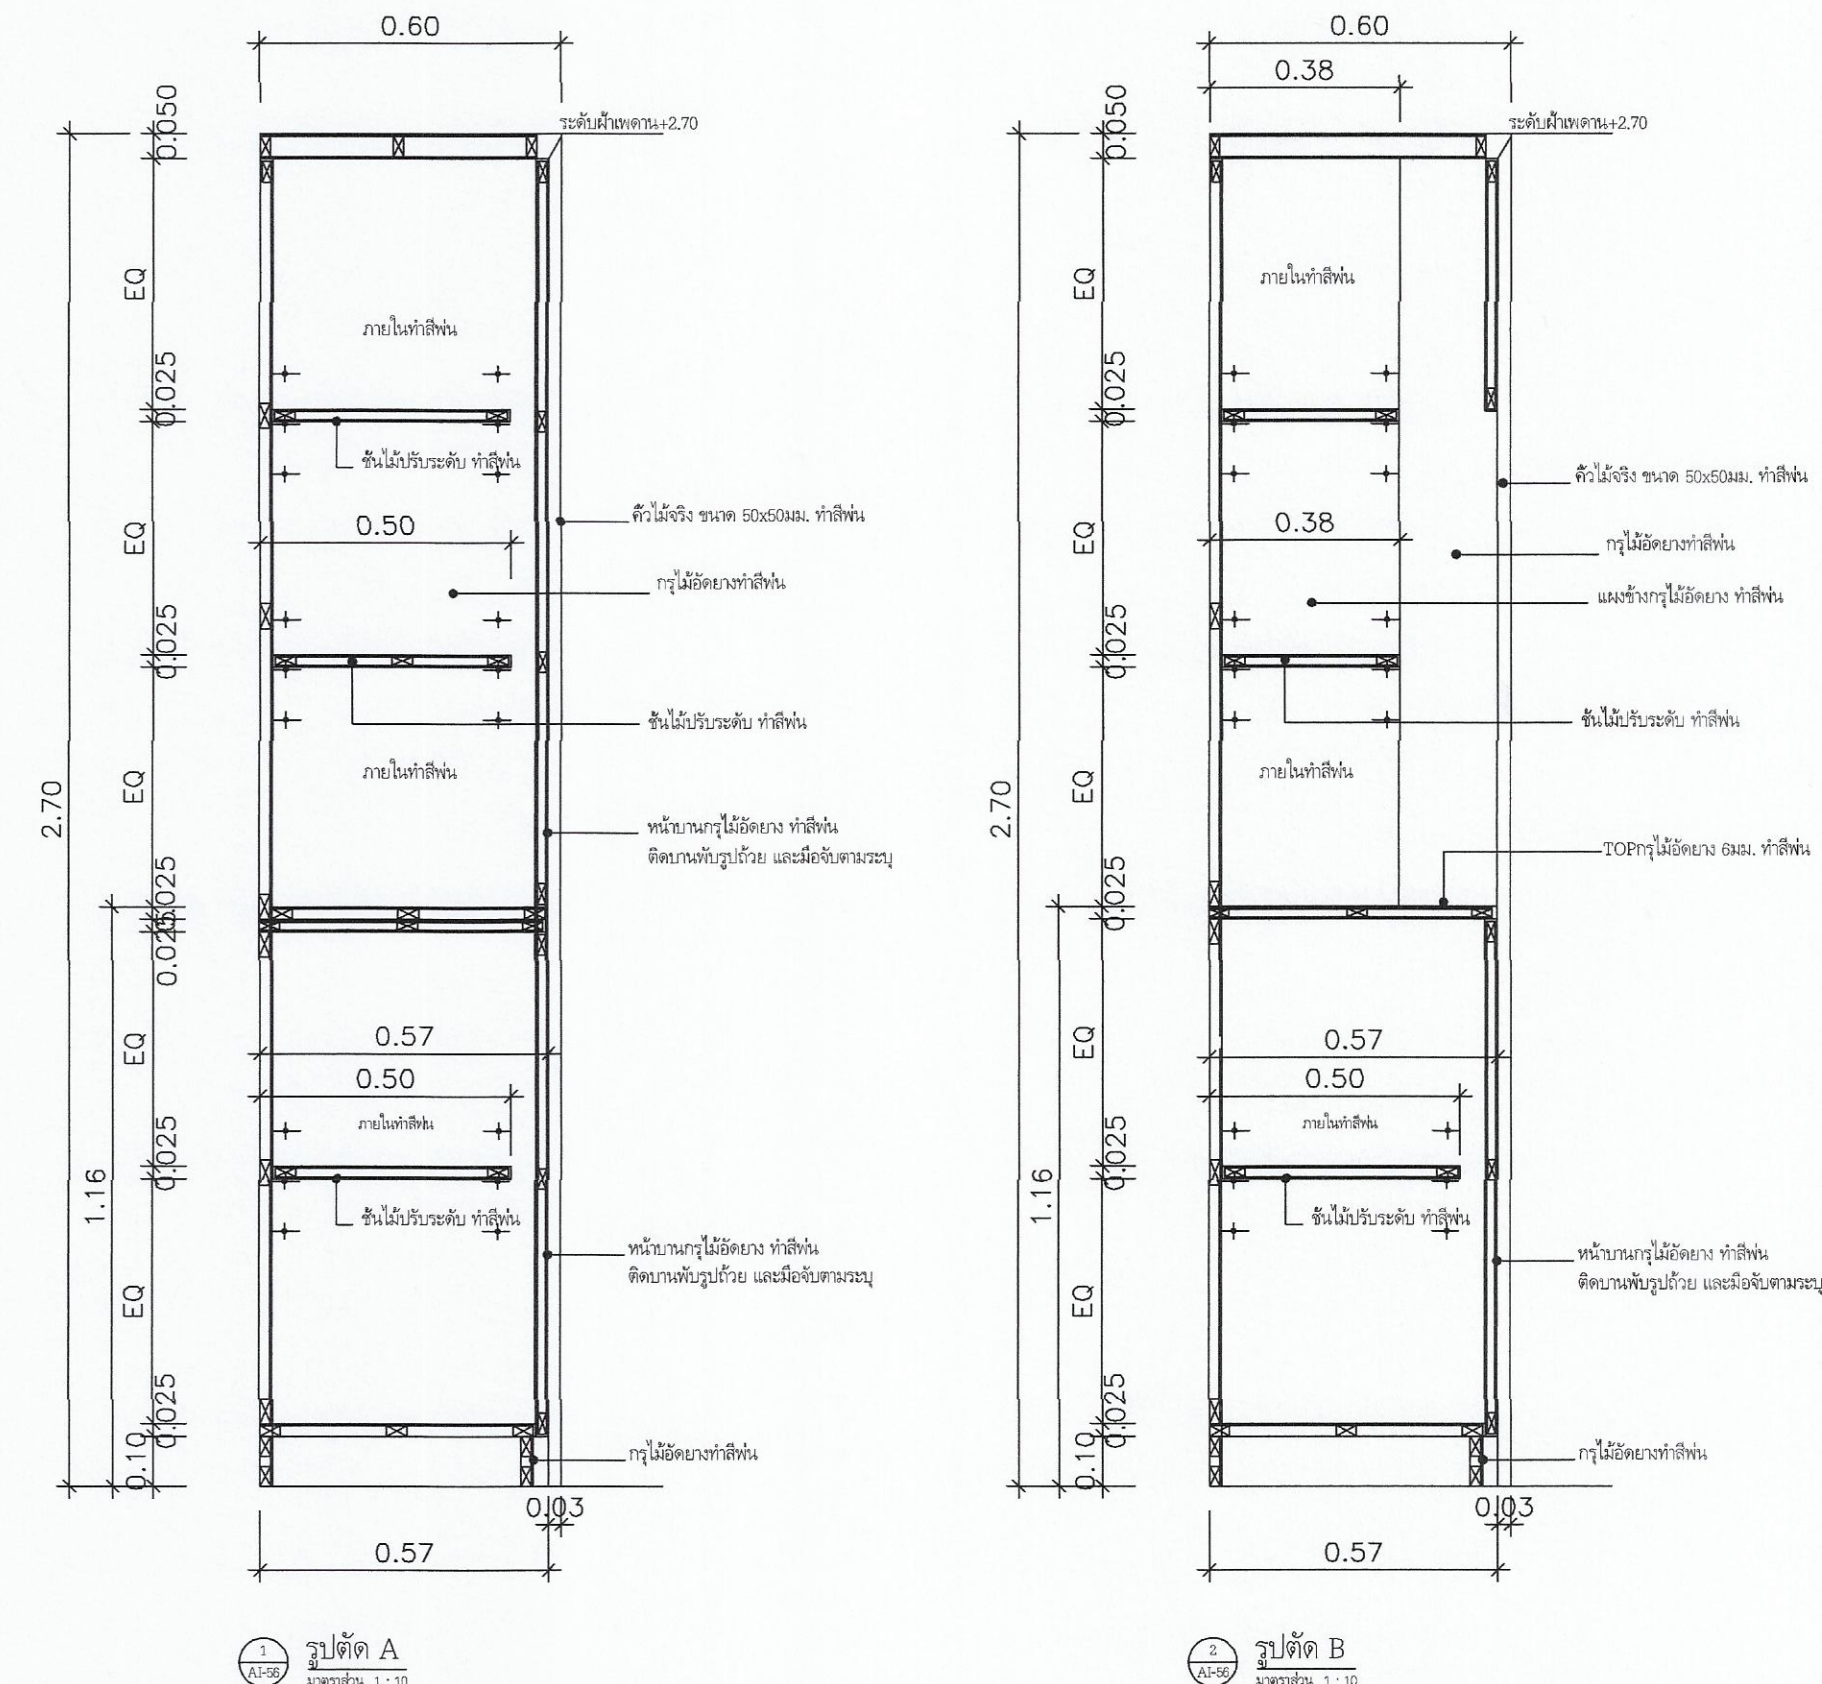 0.60
0.050
ระดับฝ้าเพดาน+2.70
EQ
ภายในทำสีพ่น
0.025
ชั้นไม้ปรับระดับ ทำสีพ่น
คิ้วไม้จริง ขนาด 50x50มม. ทำสีพ่น
0.50
EQ
กรุไม้อัดยางทำสีพ่น
0.025
ชั้นไม้ปรับระดับ ทำสีพ่น
ภายในทำสีพ่น
EQ
2.70
หน้าบานกรุไม้อัดยาง ทำสีพ่น
ติดบานพับรูปถ้วย และมือจับตามระบุ
0.025
0.025
0.57
EQ
0.50
ภายในทำสีพ่น
0.025
1.16
ชั้นไม้ปรับระดับ ทำสีพ่น
หน้าบานกรุไม้อัดยาง ทำสีพ่น
ติดบานพับรูปถ้วย และมือจับตามระบุ
EQ
0.025
0.10
กรุไม้อัดยางทำสีพ่น
0.03
0.57
1
AI-56
รูปตัด A
มาตราส่วน 1 : 10
0.60
0.38
0.050
ระดับฝ้าเพดาน+2.70
EQ
ภายในทำสีพ่น
0.025
คิ้วไม้จริง ขนาด 50x50มม. ทำสีพ่น
0.38
EQ
กรุไม้อัดยางทำสีพ่น
แผงข้างกรุไม้อัดยาง ทำสีพ่น
0.025
ชั้นไม้ปรับระดับ ทำสีพ่น
ภายในทำสีพ่น
EQ
2.70
TOPกรุไม้อัดยาง 6มม. ทำสีพ่น
0.025
0.57
EQ
0.50
ภายในทำสีพ่น
0.025
1.16
ชั้นไม้ปรับระดับ ทำสีพ่น
หน้าบานกรุไม้อัดยาง ทำสีพ่น
ติดบานพับรูปถ้วย และมือจับตามระบุ
EQ
0.025
0.10
กรุไม้อัดยางทำสีพ่น
0.03
0.57
2
AI-56
รูปตัด B
มาตราส่วน 1 : 10